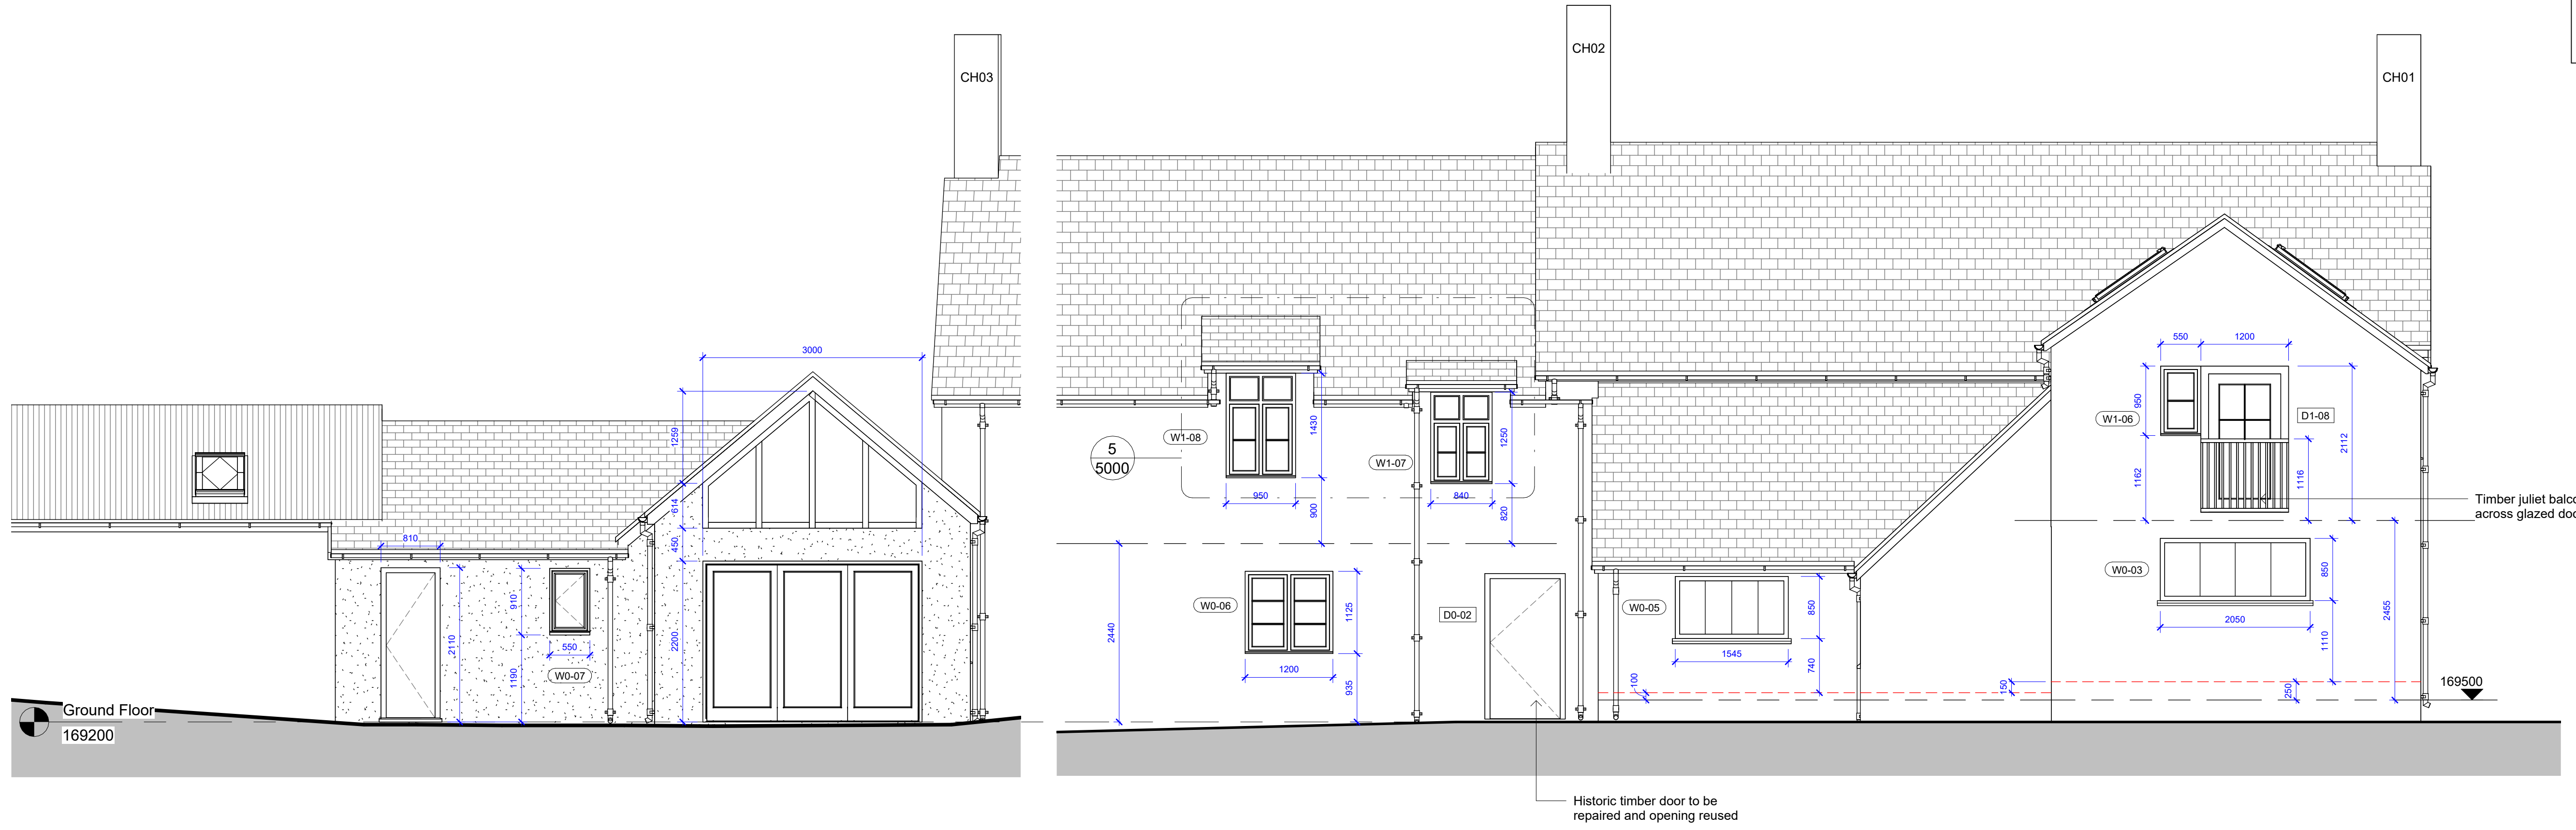 CH03
CH02
CH01
3000
1259
614
450
2200
810
2110
910
1190
550
W0-07
Ground Floor
169200
5
5000
W1-08
1430
950
900
W1-07
1250
840
820
2440
W0-06
1125
1200
935
D0-02
W0-05
850
1545
740
100
150
550
1200
950
W1-06
D1-08
2112
1162
1116
Timber juliet balco
across glazed doo
W0-03
850
2050
1110
2455
250
169500
Historic timber door to be
repaired and opening reused